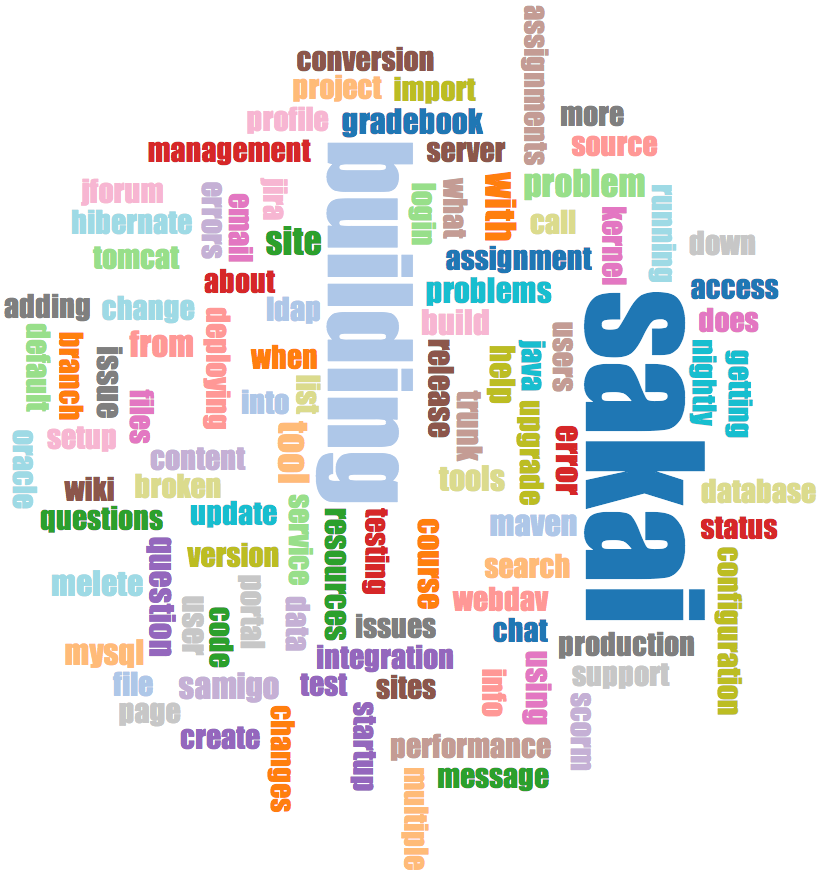 assignments
conversion
project
import
more
profile
gradebook
source
management
server
building
problem
with
what
login
jforum
errors
email
jira
call
kernel
running
hibernate
site
down
tomcat
assignment
about
problems
access
adding
change
ldap
sakai
does
build
default
branch
issue
from
deploying
when
release
help
java
users
nightly
getting
list
files
into
trunk
upgrade
setup
tool
error
oracle
content
wiki
broken
tools
database
questions
update
service
resources
testing
course
maven
status
question
version
search
configuration
melete
portal
webdav
user
code
data
issues
chat
production
mysql
integration
using
support
file
samigo
test
sites
info
page
scorm
create
changes
startup
performance
message
multiple